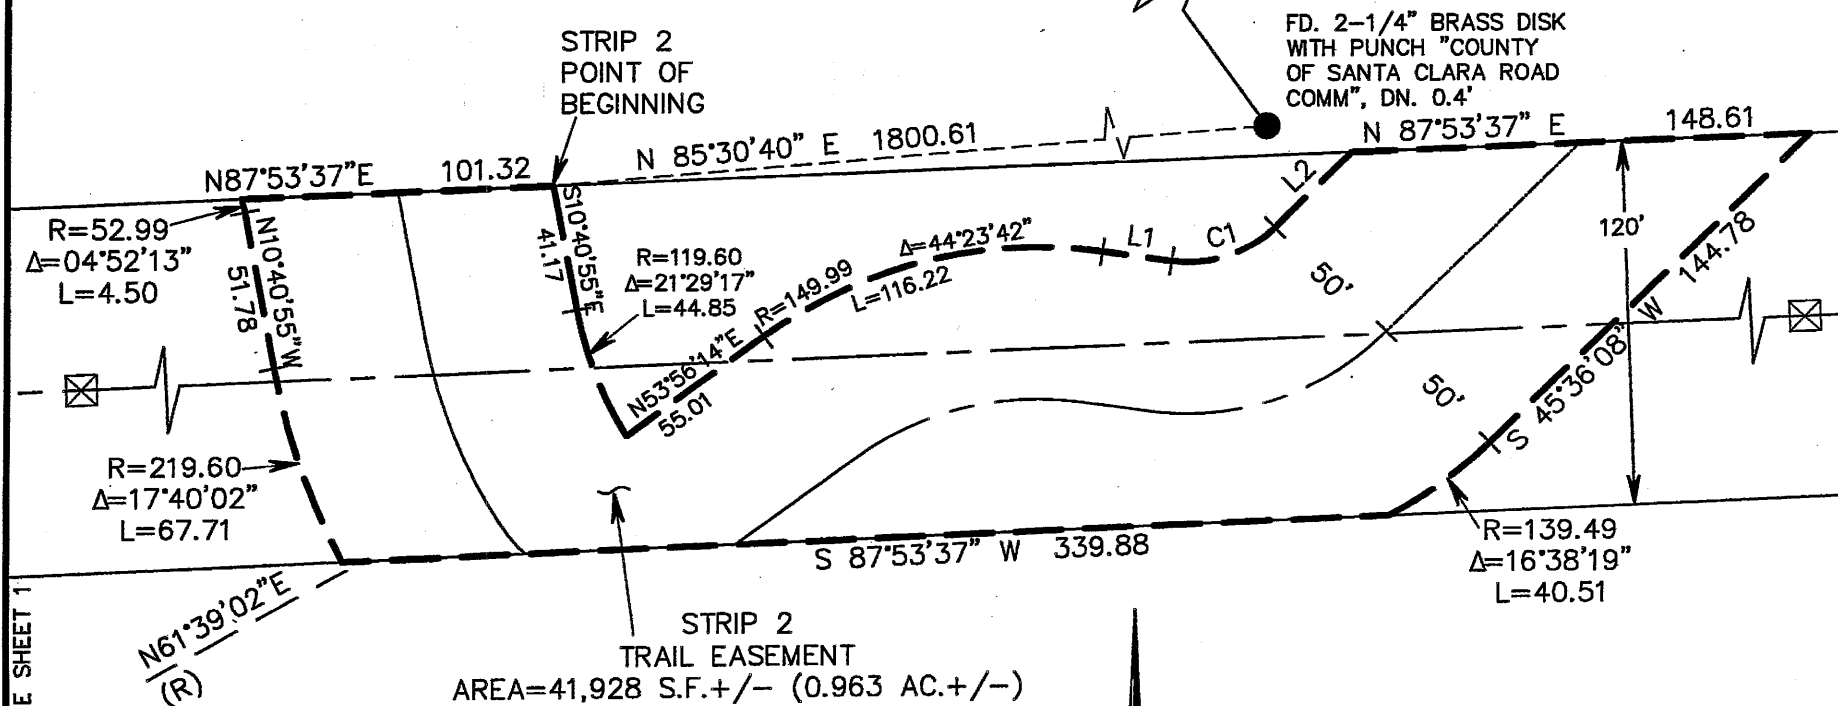 STRIP 2
POINT OF
BEGINNING
FD. 2-1/4" BRASS DISK
WITH PUNCH "COUNTY
OF SANTA CLARA ROAD
COMM", DN. 0.4'
N 85°30'40" E 1800.61
N 87°53'37" E 148.61
N87°53'37"E 101.32
R=52.99
Δ=04°52'13"
L=4.50
N10°40'55"W
51.78
S10°40'55"E
41.17
R=119.60
Δ=21°29'17"
L=44.85
N53°56'14"E
55.01
R=149.99
Δ=44°23'42"
L=116.22
L1
C1
L2
50'
50'
120'
144.78
S 45°36'08" W
R=219.60
Δ=17°40'02"
L=67.71
S 87°53'37" W 339.88
R=139.49
Δ=16°38'19"
L=40.51
N61°39'02"E
(R)
STRIP 2
TRAIL EASEMENT
AREA=41,928 S.F.+/- (0.963 AC.+/-)
E SHEET 1